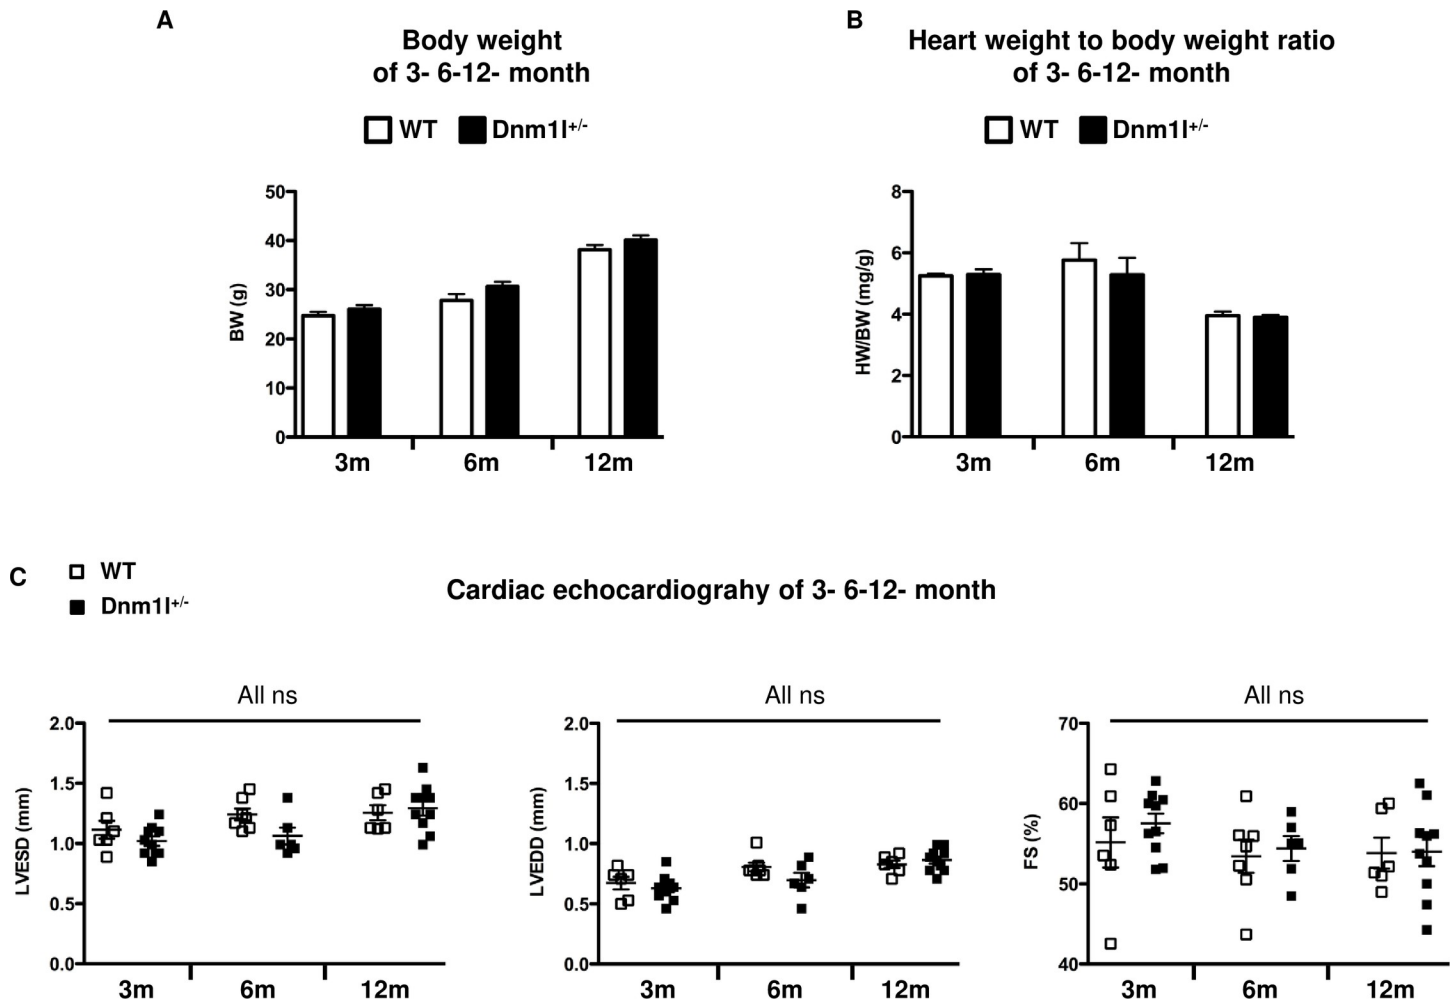 A
Body weight
of 3- 6-12- month
WT Dnm1l+/-
50
40
30
20
10
0
BW (g)
3m 6m 12m
B
Heart weight to body weight ratio
of 3- 6-12- month
WT Dnm1l+/-
8
6
4
2
0
HW/BW (mg/g)
3m 6m 12m
C
WT
Dnm1l+/-
Cardiac echocardiograhy of 3- 6-12- month
All ns
2.0
1.5
1.0
0.5
0.0
LVESD (mm)
3m 6m 12m
All ns
2.0
1.5
1.0
0.5
0.0
LVEDD (mm)
3m 6m 12m
All ns
70
60
50
40
FS (%)
3m 6m 12m